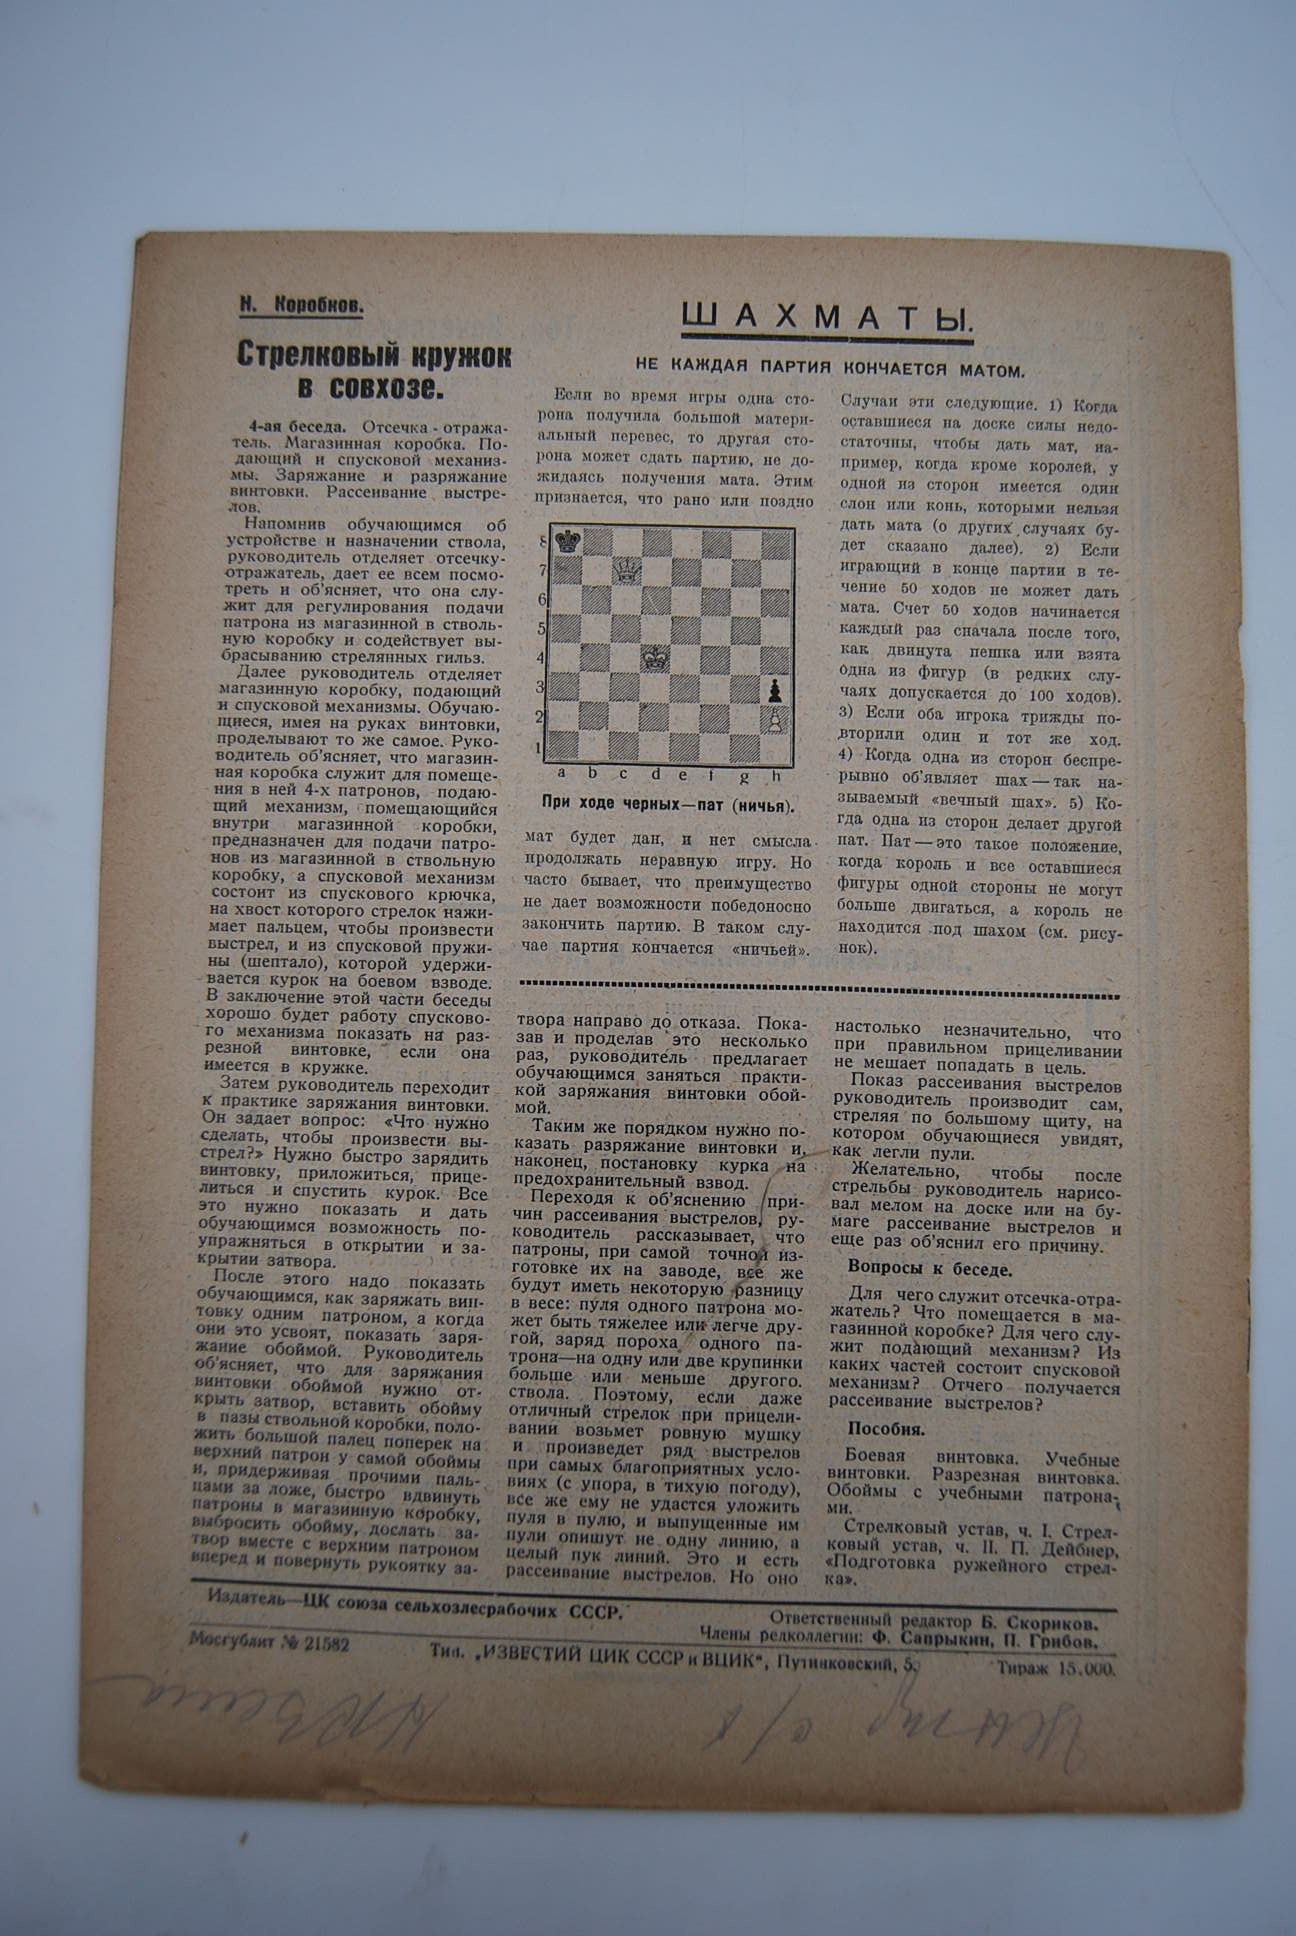 Н. Коробков.
Стрелковый кружок
в совхозе.
4-ая беседа. Отсечка-отража-
тель. Магазинная коробка. По-
дающий и спусковой механиз-
мы. Заряжание и разряжание
винтовки. Рассеивание выстре-
лов.
Напомнив обучающимся об
устройстве и назначении ствола,
руководитель отделяет отсечку-
отражатель, дает ее всем посмо-
треть и об'ясняет, что она слу-
жит для регулирования подачи
патрона из магазинной в стволь-
ную коробку и содействует вы-
брасыванию стрелянных гильз.
Далее руководитель отделяет
магазинную коробку, подающий
и спусковой механизмы. Обучаю-
щиеся, имея на руках винтовки,
проделывают то же самое. Руко-
водитель об'ясняет, что магазин-
ная коробка служит для помеще-
ния в ней 4-х патронов, подаю-
щий механизм, помещающийся
внутри магазинной коробки,
предназначен для подачи патро-
нов из магазинной в ствольную
коробку, а спусковой механизм
состоит из спускового крючка,
на хвост которого стрелок нажи-
мает пальцем, чтобы произвести
выстрел, и из спусковой пружи-
ны (шептало), которой удержи-
вается курок на боевом взводе.
В заключение этой части беседы
хорошо будет работу спусково-
го механизма показать на раз-
резной винтовке, если она
имеется в кружке.
Затем руководитель переходит
к практике заряжания винтовки.
Он задает вопрос: «Что нужно
сделать, чтобы произвести вы-
стрел?» Нужно быстро зарядить
винтовку, приложиться, прице-
литься и спустить курок. Все
это нужно показать и дать
обучающимся возможность по-
упражняться в открытии и за-
крытии затвора.
После этого надо показать
обучающимся, как заряжать вин-
товку одним патроном, а когда
они это усвоят, показать заря-
жание обоймой. Руководитель
об'ясняет, что для заряжания
винтовки обоймой нужно от-
крыть затвор, вставить обойму
в пазы ствольной коробки, поло-
жить большой палец поперек на
верхний патрон у самой обоймы
и, придерживая прочими паль-
цами за ложе, быстро вдвинуть
патроны в магазинную коробку,
выбросить обойму, дослать за-
твор вместе с верхним патроном
вперед и повернуть рукоятку за-
ШАХМАТЫ.
НЕ КАЖДАЯ ПАРТИЯ КОНЧАЕТСЯ МАТОМ.
Если во время игры одна сто-
рона получила большой матери-
альный перевес, то другая сто-
рона может сдать партию, не до-
жидаясь получения мата. Этим
признается, что рано или поздно
8
7
6
5
4
3
2
1
a b c d e f g h
При ходе черных—пат (ничья).
мат будет дан, и нет смысла
продолжать неравную игру. Но
часто бывает, что преимущество
не дает возможности победоносно
закончить партию. В таком слу-
чае партия кончается «ничьей».
Случаи эти следующие. 1) Когда
оставшиеся на доске силы недо-
статочны, чтобы дать мат, на-
пример, когда кроме королей, у
одной из сторон имеется один
слон или конь, которыми нельзя
дать мата (о других случаях бу-
дет сказано далее). 2) Если
играющий в конце партии в те-
чение 50 ходов не может дать
мата. Счет 50 ходов начинается
каждый раз сначала после того,
как двинута пешка или взята
одна из фигур (в редких слу-
чаях допускается до 100 ходов).
3) Если оба игрока трижды по-
вторили один и тот же ход.
4) Когда одна из сторон беспре-
рывно об'являет шах—так на-
зываемый «вечный шах». 5) Ко-
гда одна из сторон делает другой
пат. Пат—это такое положение,
когда король и все оставшиеся
фигуры одной стороны не могут
больше двигаться, а король не
находится под шахом (см. рису-
нок).
твора направо до отказа. Пока-
зав и проделав это несколько
раз, руководитель предлагает
обучающимся заняться практи-
кой заряжания винтовки обой-
мой.
Таким же порядком нужно по-
казать разряжание винтовки и,
наконец, постановку курка на
предохранительный взвод.
Переходя к об'яснению при-
чин рассеивания выстрелов, ру-
ководитель рассказывает, что
патроны, при самой точной из-
готовке их на заводе, все же
будут иметь некоторую разницу
в весе: пуля одного патрона мо-
жет быть тяжелее или легче дру-
гой, заряд пороха одного па-
трона—на одну или две крупинки
больше или меньше другого.
ствола. Поэтому, если даже
отличный стрелок при прицели-
вании возьмет ровную мушку
и произведет ряд выстрелов
при самых благоприятных усло-
виях (с упора, в тихую погоду),
все же ему не удастся уложить
пуля в пулю, и выпущенные им
пули опишут не одну линию, а
целый пук линий. Это и есть
рассеивание выстрелов. Но оно
настолько незначительно, что
при правильном прицеливании
не мешает попадать в цель.
Показ рассеивания выстрелов
руководитель производит сам,
стреляя по большому щиту, на
котором обучающиеся увидят,
как легли пули.
Желательно, чтобы после
стрельбы руководитель нарисо-
вал мелом на доске или на бу-
маге рассеивание выстрелов и
еще раз об'яснил его причину.
Вопросы к беседе.
Для чего служит отсечка-отра-
жатель? Что помещается в ма-
газинной коробке? Для чего слу-
жит подающий механизм? Из
каких частей состоит спусковой
механизм? Отчего получается
рассеивание выстрелов?
Пособия.
Боевая винтовка. Учебные
винтовки. Разрезная винтовка.
Обоймы с учебными патрона-
ми.
Стрелковый устав, ч. I. Стрел-
ковый устав, ч. II. П. Дейбнер,
«Подготовка ружейного стрел-
ка».
Издатель—ЦК союза сельхозлесрабочих СССР.
Ответственный редактор Б. Скориков.
Члены редколлегии: Ф. Сапрыкин, П. Грибов.
Мосгублит № 21582
Тип. „ИЗВЕСТИЙ ЦИК СССР и ВЦИК", Путинковский, 5.
Тираж 15.000.